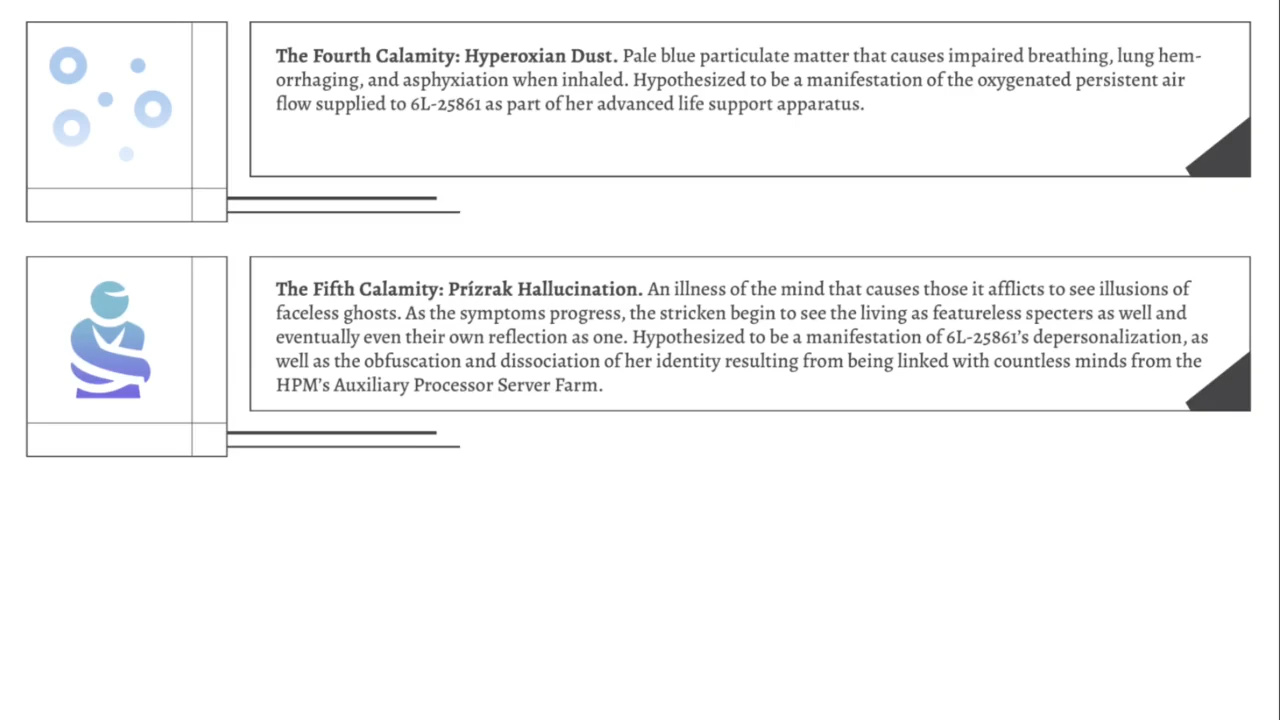 The Fourth Calamity: Hyperoxian Dust. Pale blue particulate matter that causes impaired breathing, lung hem-
orrhaging, and asphyxiation when inhaled. Hypothesized to be a manifestation of the oxygenated persistent air
flow supplied to 6L-25861 as part of her advanced life support apparatus.
The Fifth Calamity: Prízrak Hallucination. An illness of the mind that causes those it afflicts to see illusions of
faceless ghosts. As the symptoms progress, the stricken begin to see the living as featureless specters as well and
eventually even their own reflection as one. Hypothesized to be a manifestation of 6L-25861’s depersonalization, as
well as the obfuscation and dissociation of her identity resulting from being linked with countless minds from the
HPM’s Auxiliary Processor Server Farm.